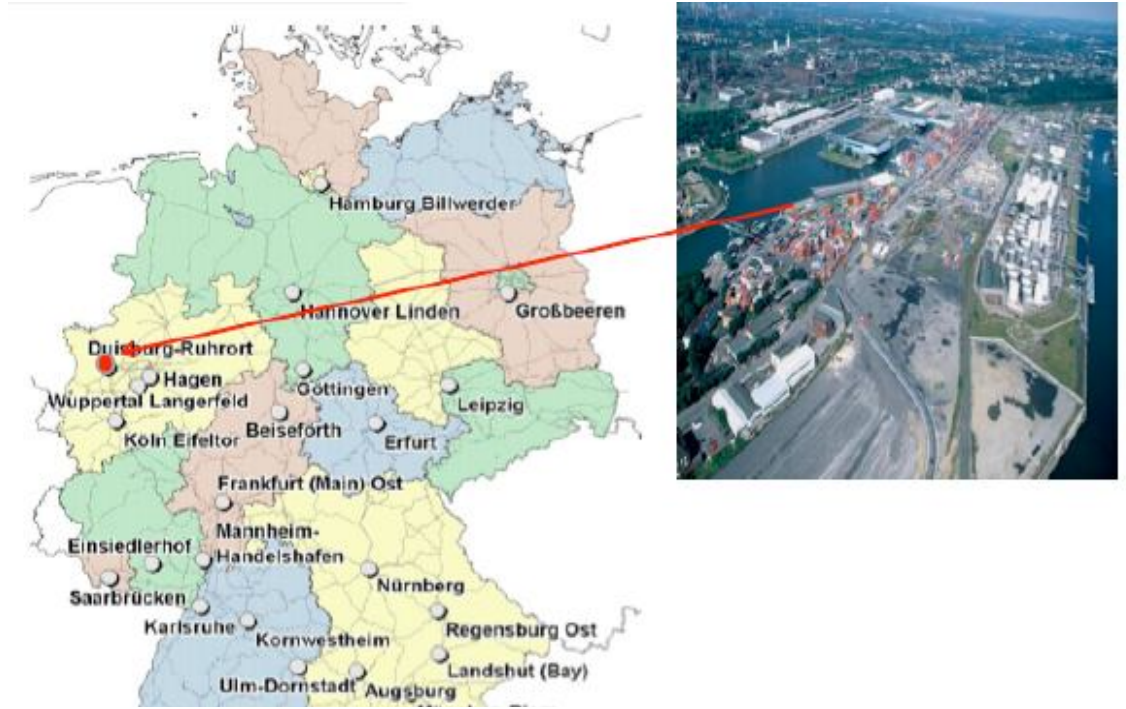 Hamburg Billwerder
Hannover Linden
Großbeeren
Duisburg-Ruhrort
Hagen
Göttingen
Wuppertal Langerfeld
Leipzig
Köln Eifeltor
Beiseförth
Erfurt
Frankfurt (Main) Ost
Mannheim-
Handelshafen
Einsiedlerhof
Nürnberg
Saarbrücken
Karlsruhe
Kornwestheim
Regensburg Ost
Landshut (Bay)
Ulm-Dornstadt
Augsburg